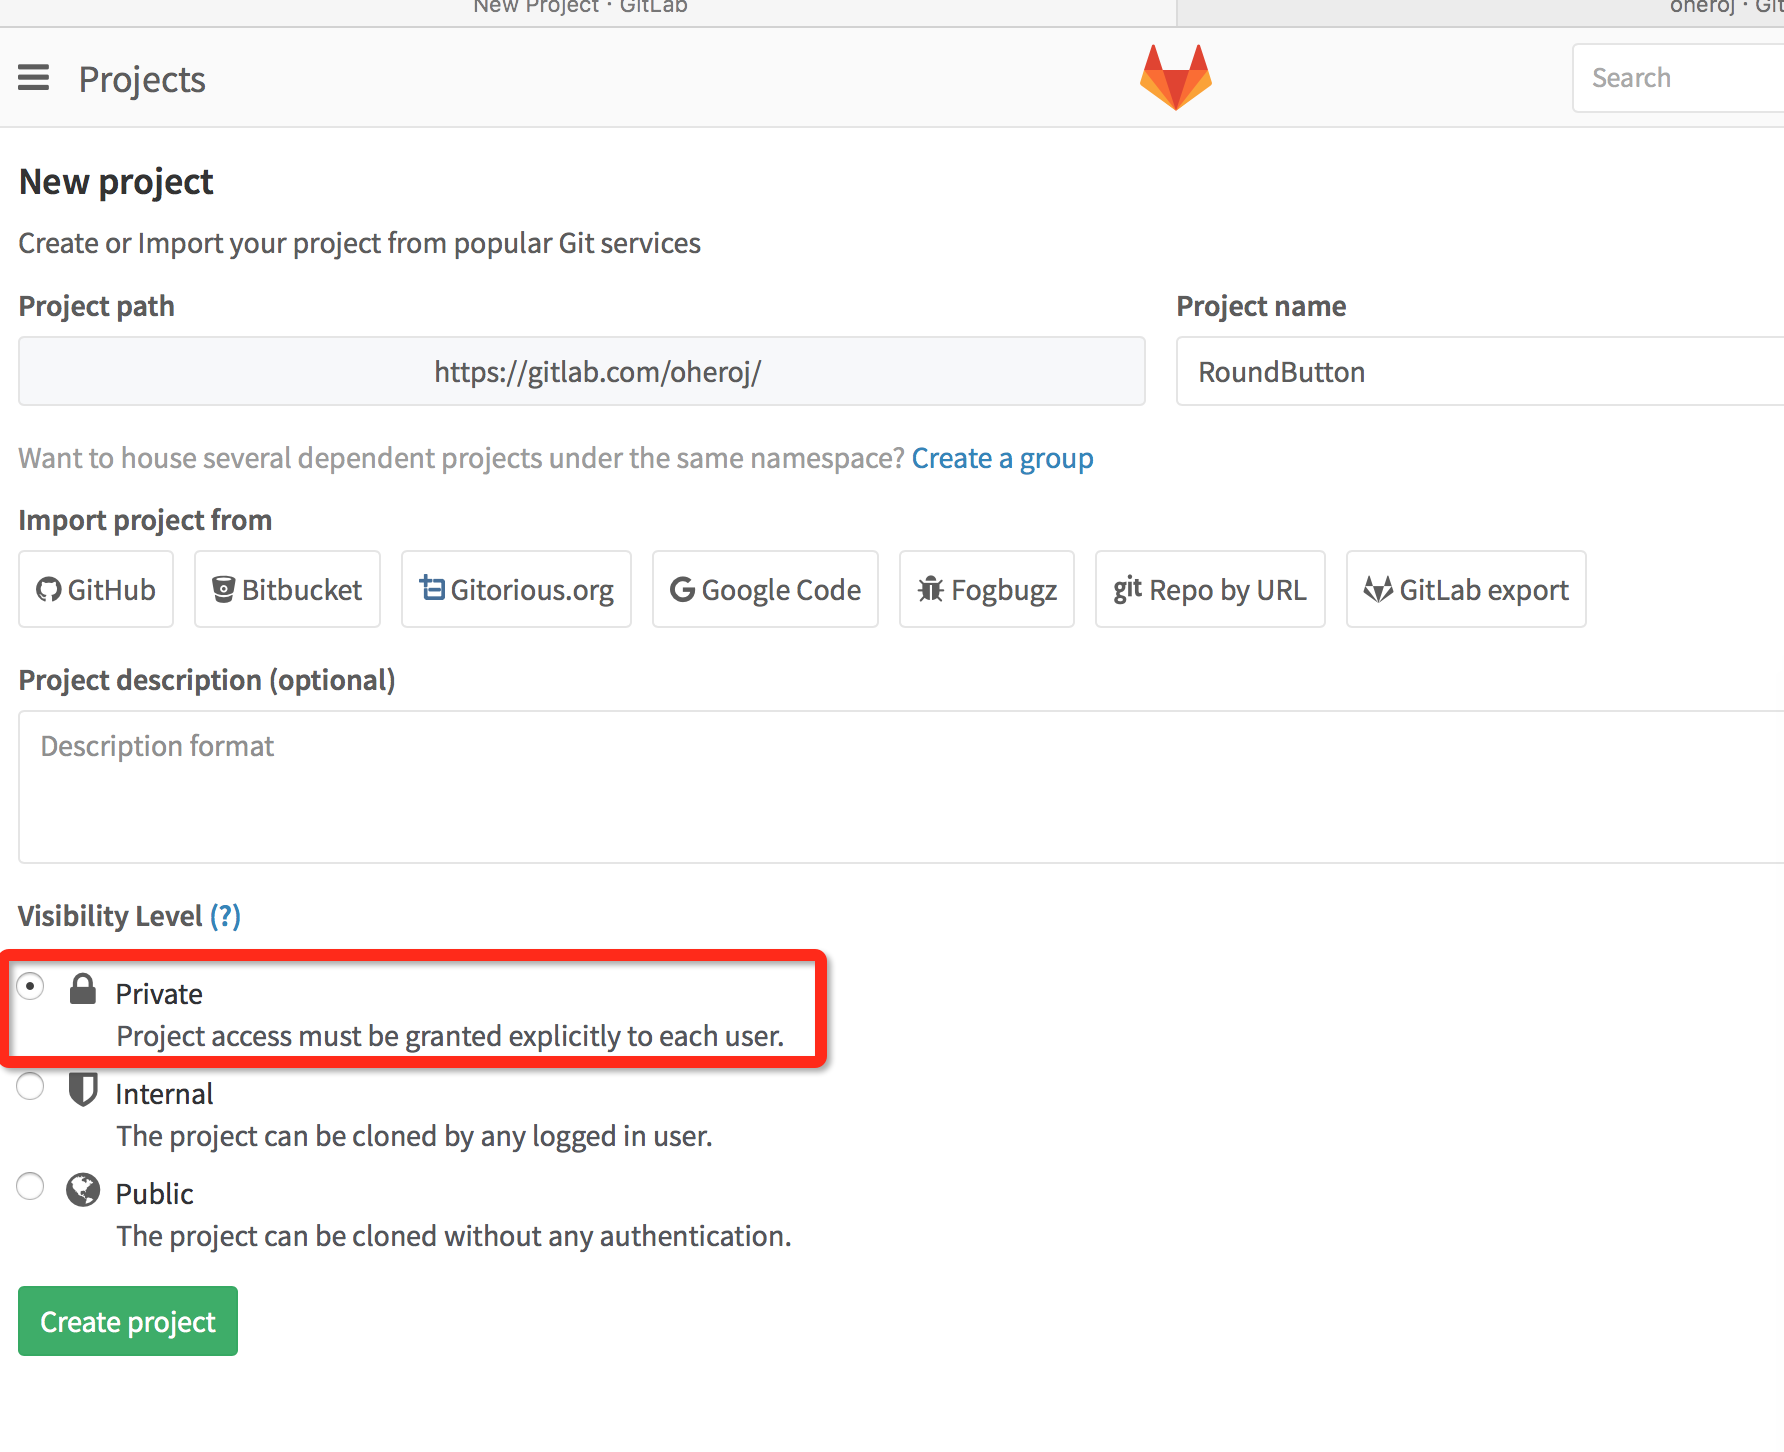 New Project · GitLab
oheroj · Git
Projects
Search
New project
Create or Import your project from popular Git services
Project path
Project name
https://gitlab.com/oheroj/
RoundButton
Want to house several dependent projects under the same namespace? Create a group
Import project from
GitHub
Bitbucket
Gitorious.org
Google Code
Fogbugz
git Repo by URL
GitLab export
Project description (optional)
Description format
Visibility Level (?)
Private
Project access must be granted explicitly to each user.
Internal
The project can be cloned by any logged in user.
Public
The project can be cloned without any authentication.
Create project